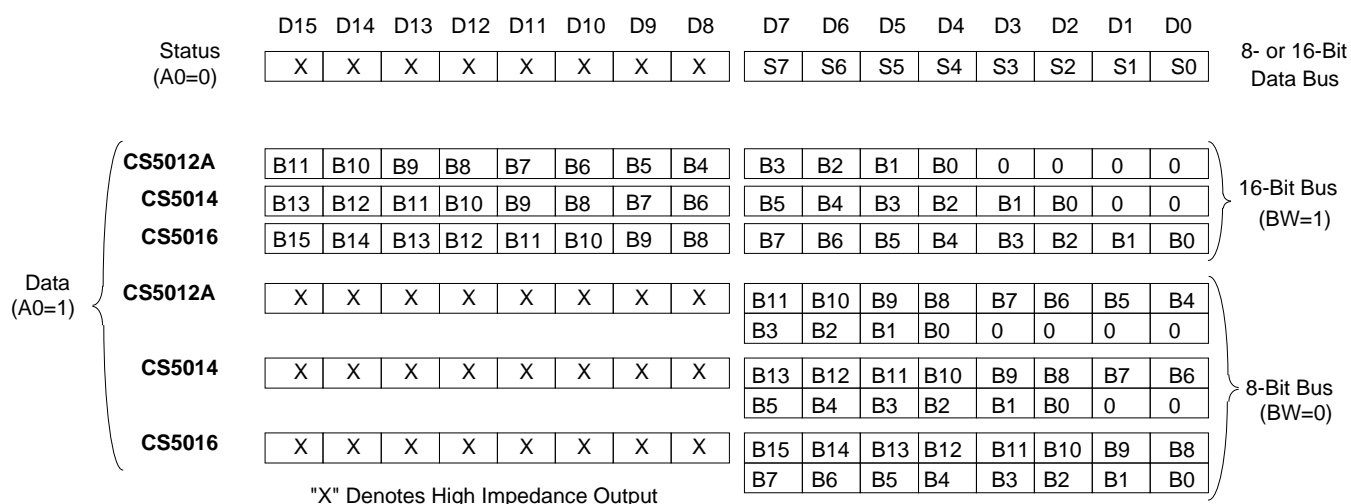 D15 D14 D13 D12 D11 D10 D9 D8 D7 D6 D5 D4 D3 D2 D1 D0
Status (A0=0) X X X X X X X X S7 S6 S5 S4 S3 S2 S1 S0 8- or 16-Bit Data Bus
CS5012A B11 B10 B9 B8 B7 B6 B5 B4 B3 B2 B1 B0 0 0 0 0
CS5014 B13 B12 B11 B10 B9 B8 B7 B6 B5 B4 B3 B2 B1 B0 0 0
16-Bit Bus
(BW=1)
CS5016 B15 B14 B13 B12 B11 B10 B9 B8 B7 B6 B5 B4 B3 B2 B1 B0
Data
(A0=1)
CS5012A X X X X X X X X B11 B10 B9 B8 B7 B6 B5 B4
B3 B2 B1 B0 0 0 0 0
CS5014 X X X X X X X X B13 B12 B11 B10 B9 B8 B7 B6
B5 B4 B3 B2 B1 B0 0 0
8-Bit Bus
(BW=0)
CS5016 X X X X X X X X B15 B14 B13 B12 B11 B10 B9 B8
B7 B6 B5 B4 B3 B2 B1 B0
"X" Denotes High Impedance Output